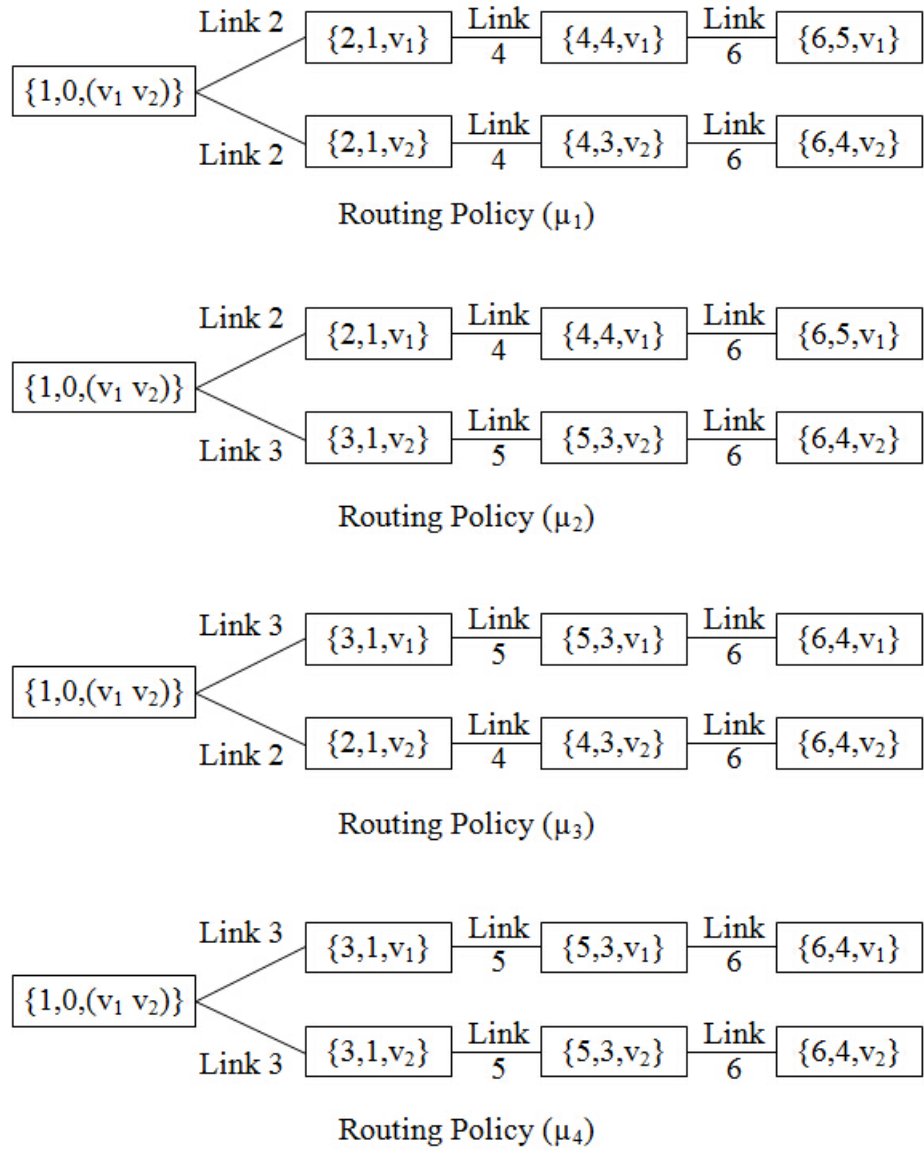 Link 2 {2,1,v₁} Link 4 {4,4,v₁} Link 6 {6,5,v₁}
{1,0,(v₁ v₂)}
Link 2 {2,1,v₂} Link 4 {4,3,v₂} Link 6 {6,4,v₂}
Routing Policy (µ₁)
Link 2 {2,1,v₁} Link 4 {4,4,v₁} Link 6 {6,5,v₁}
{1,0,(v₁ v₂)}
Link 3 {3,1,v₂} Link 5 {5,3,v₂} Link 6 {6,4,v₂}
Routing Policy (µ₂)
Link 3 {3,1,v₁} Link 5 {5,3,v₁} Link 6 {6,4,v₁}
{1,0,(v₁ v₂)}
Link 2 {2,1,v₂} Link 4 {4,3,v₂} Link 6 {6,4,v₂}
Routing Policy (µ₃)
Link 3 {3,1,v₁} Link 5 {5,3,v₁} Link 6 {6,4,v₁}
{1,0,(v₁ v₂)}
Link 3 {3,1,v₂} Link 5 {5,3,v₂} Link 6 {6,4,v₂}
Routing Policy (µ₄)